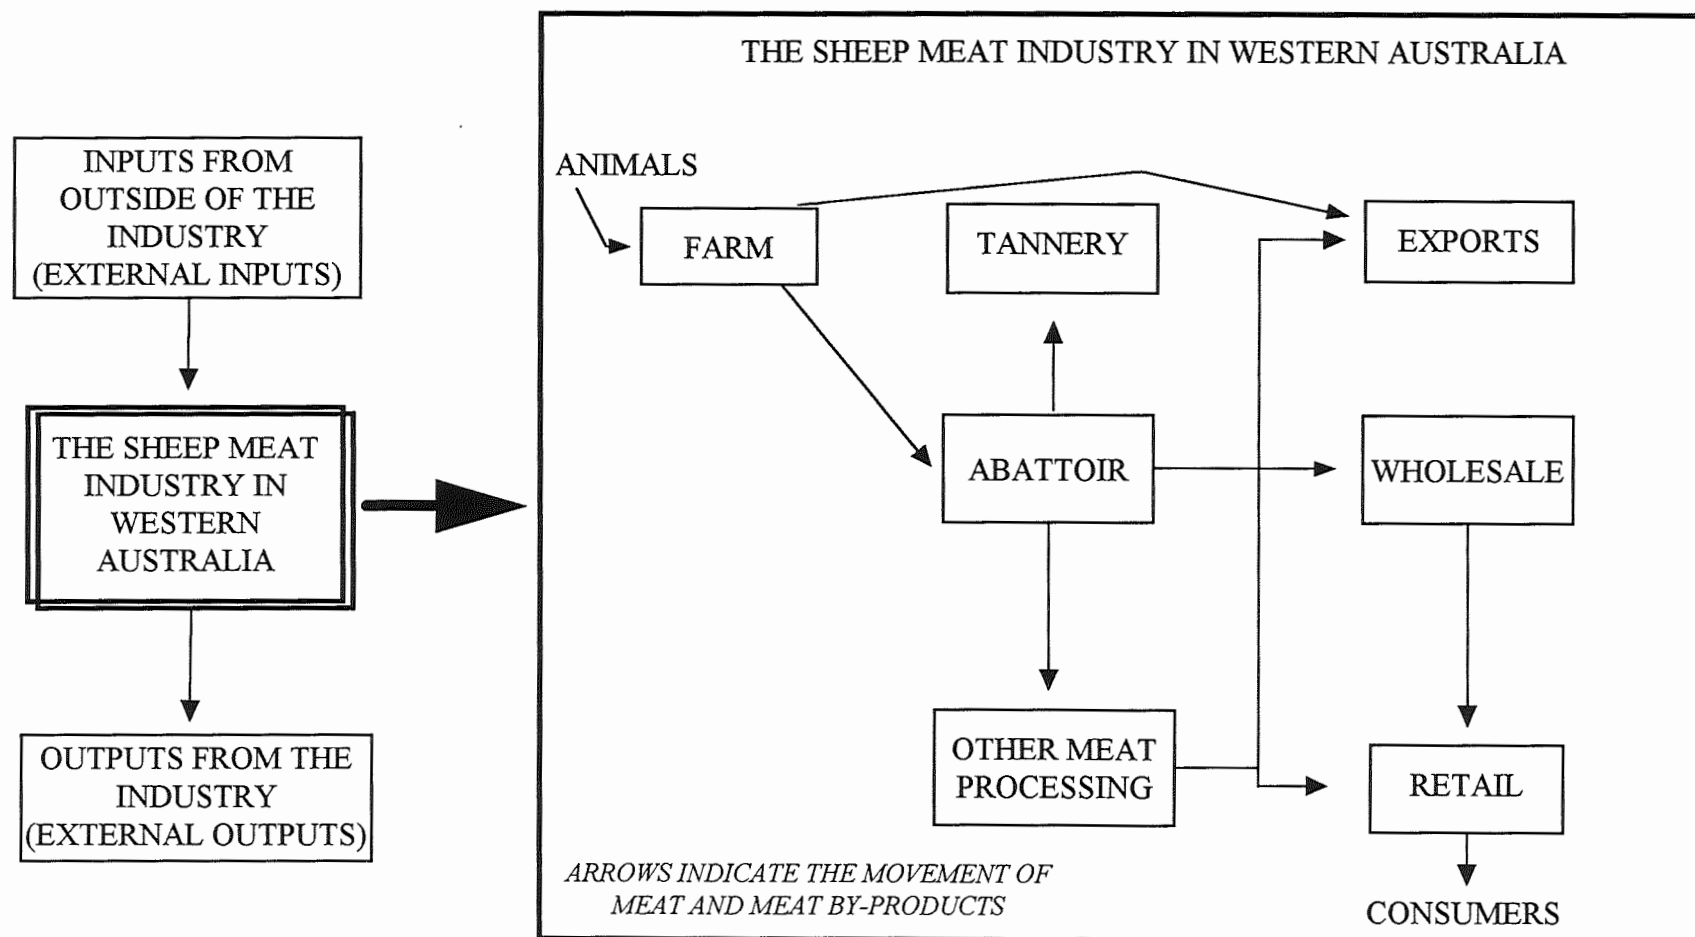 THE SHEEP MEAT INDUSTRY IN WESTERN AUSTRALIA
INPUTS FROM
OUTSIDE OF THE
INDUSTRY
(EXTERNAL INPUTS)
THE SHEEP MEAT
INDUSTRY IN
WESTERN
AUSTRALIA
OUTPUTS FROM THE
INDUSTRY
(EXTERNAL OUTPUTS)
ANIMALS
FARM
TANNERY
EXPORTS
ABATTOIR
WHOLESALE
OTHER MEAT
PROCESSING
RETAIL
CONSUMERS
ARROWS INDICATE THE MOVEMENT OF
MEAT AND MEAT BY-PRODUCTS